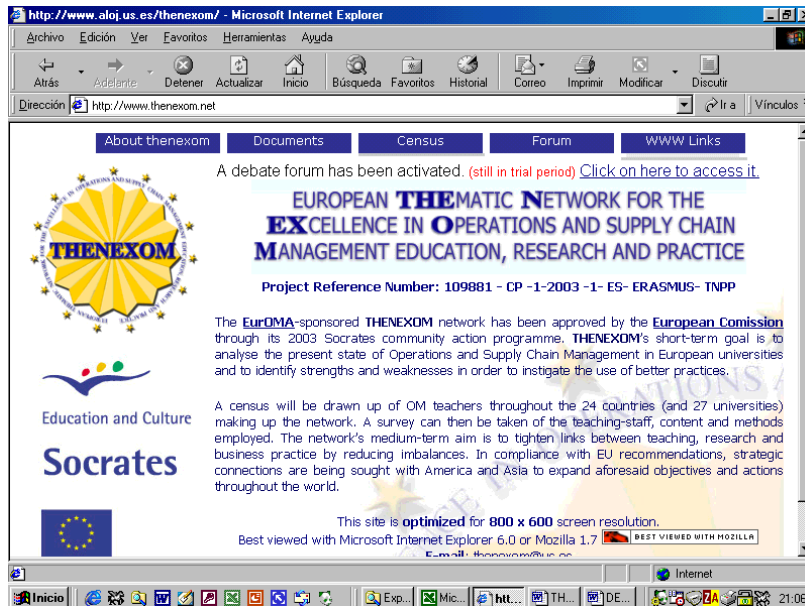 http://www.aloj.us.es/thenexom/ - Microsoft Internet Explorer
Archivo Edición Ver Favoritos Herramientas Ayuda
Atrás Adelante Detener Actualizar Inicio Búsqueda Favoritos Historial Correo Imprimir Modificar Discutir
Dirección http://www.thenexom.net Ir a Vínculos
About thenexom Documents Census Forum WWW Links
A debate forum has been activated. (still in trial period) Click on here to access it.
EUROPEAN THEMATIC NETWORK FOR THE
EXCELLENCE IN OPERATIONS AND SUPPLY CHAIN
MANAGEMENT EDUCATION, RESEARCH AND PRACTICE
THENEXOM
Project Reference Number: 109881 - CP -1-2003 -1- ES- ERASMUS- TNPP
The EurOMA-sponsored THENEXOM network has been approved by the European Comission
through its 2003 Socrates community action programme. THENEXOM's short-term goal is to
analyse the present state of Operations and Supply Chain Management in European universities
and to identify strengths and weaknesses in order to instigate the use of better practices.
A census will be drawn up of OM teachers throughout the 24 countries (and 27 universities)
making up the network. A survey can then be taken of the teaching-staff, content and methods
employed. The network's medium-term aim is to tighten links between teaching, research and
business practice by reducing imbalances. In compliance with EU recommendations, strategic
connections are being sought with America and Asia to expand aforesaid objectives and actions
throughout the world.
Education and Culture
Socrates
This site is optimized for 800 x 600 screen resolution.
Best viewed with Microsoft Internet Explorer 6.0 or Mozilla 1.7 BEST VIEWED WITH MOZILLA
E-mail: thenexom@us.es
Internet
Inicio Exp... Mic... htt... TH... DE... 21:06